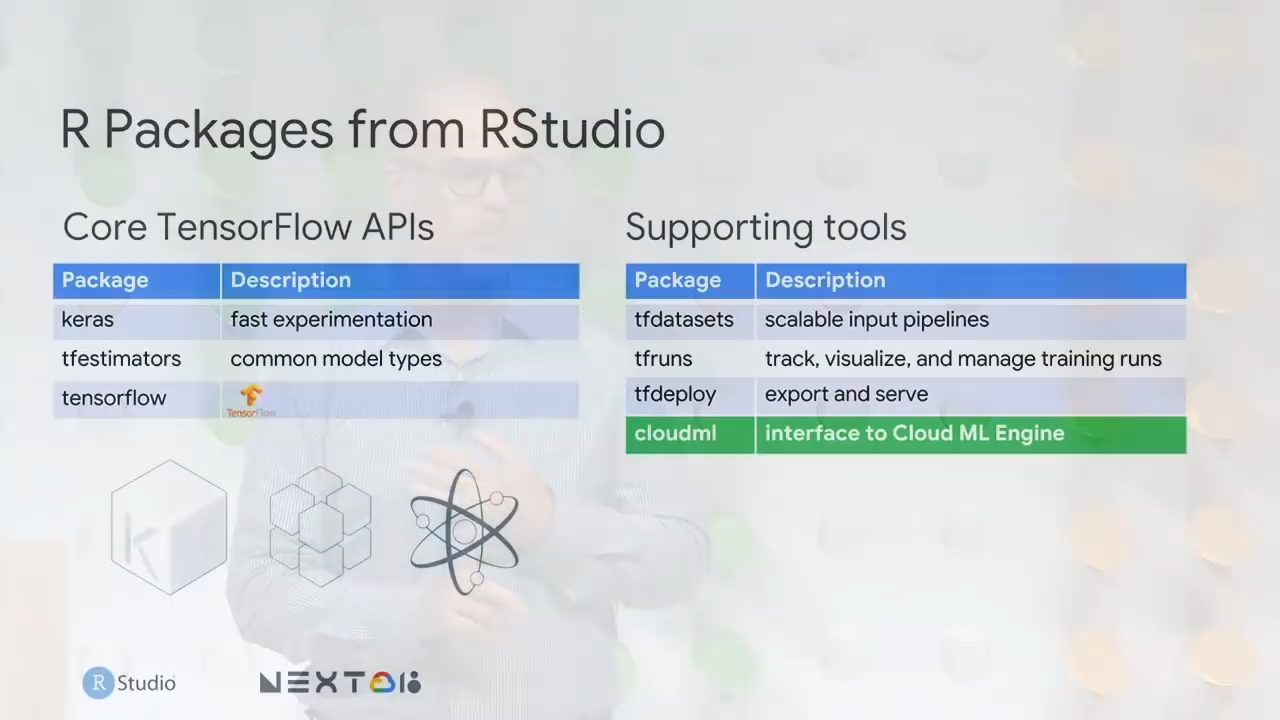 R Packages from RStudio
Core TensorFlow APIs
Package Description
keras fast experimentation
tfestimators common model types
tensorflow TensorFlow
Supporting tools
Package Description
tfdatasets scalable input pipelines
tfruns track, visualize, and manage training runs
tfdeploy export and serve
cloudml interface to Cloud ML Engine
K
R Studio
NEXT 18